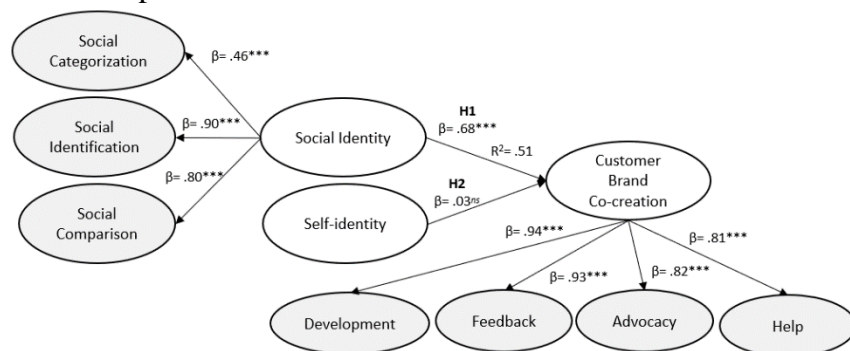 Social
Categorization
β= .46***
Social
Identification
β= .90***
Social
Comparison
β= .80***
Social Identity
H1
β= .68***
R²= .51
Self-identity
H2
β= .03ns
Customer
Brand
Co-creation
β= .94***
β= .93***
β= .82***
β= .81***
Development
Feedback
Advocacy
Help